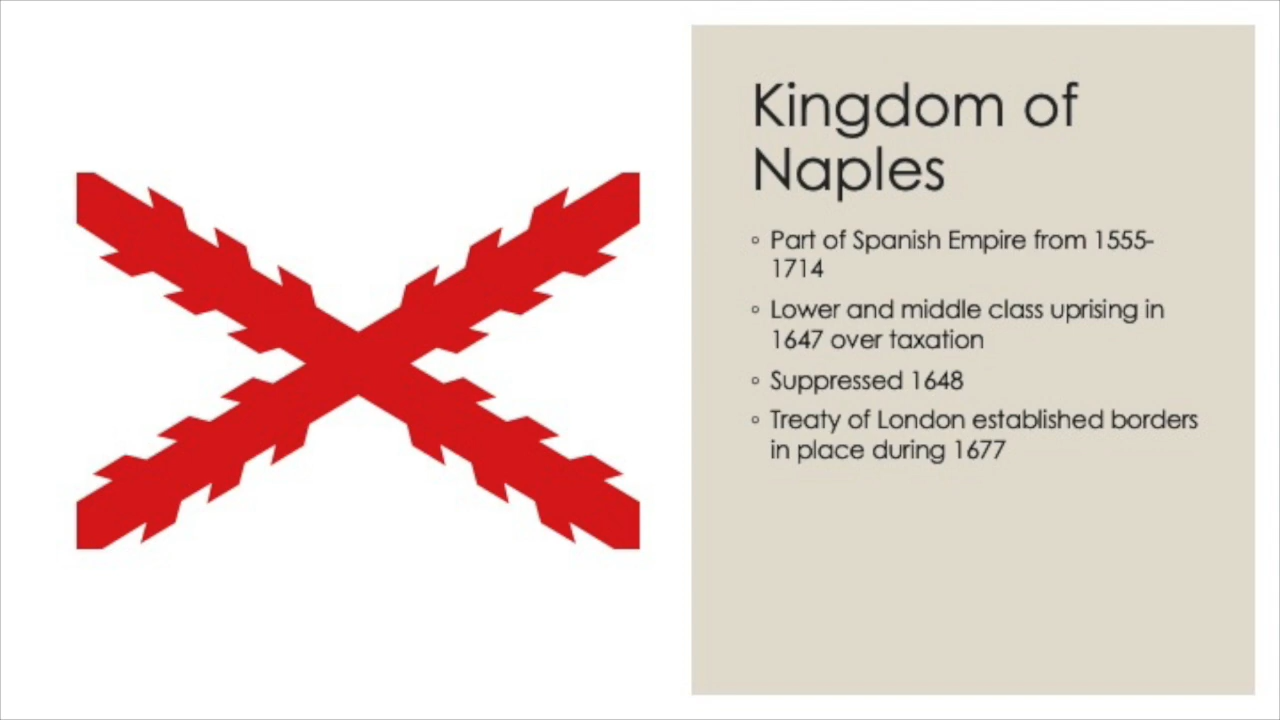 Kingdom of
Naples
◦ Part of Spanish Empire from 1555-
1714
◦ Lower and middle class uprising in
1647 over taxation
◦ Suppressed 1648
◦ Treaty of London established borders
in place during 1677